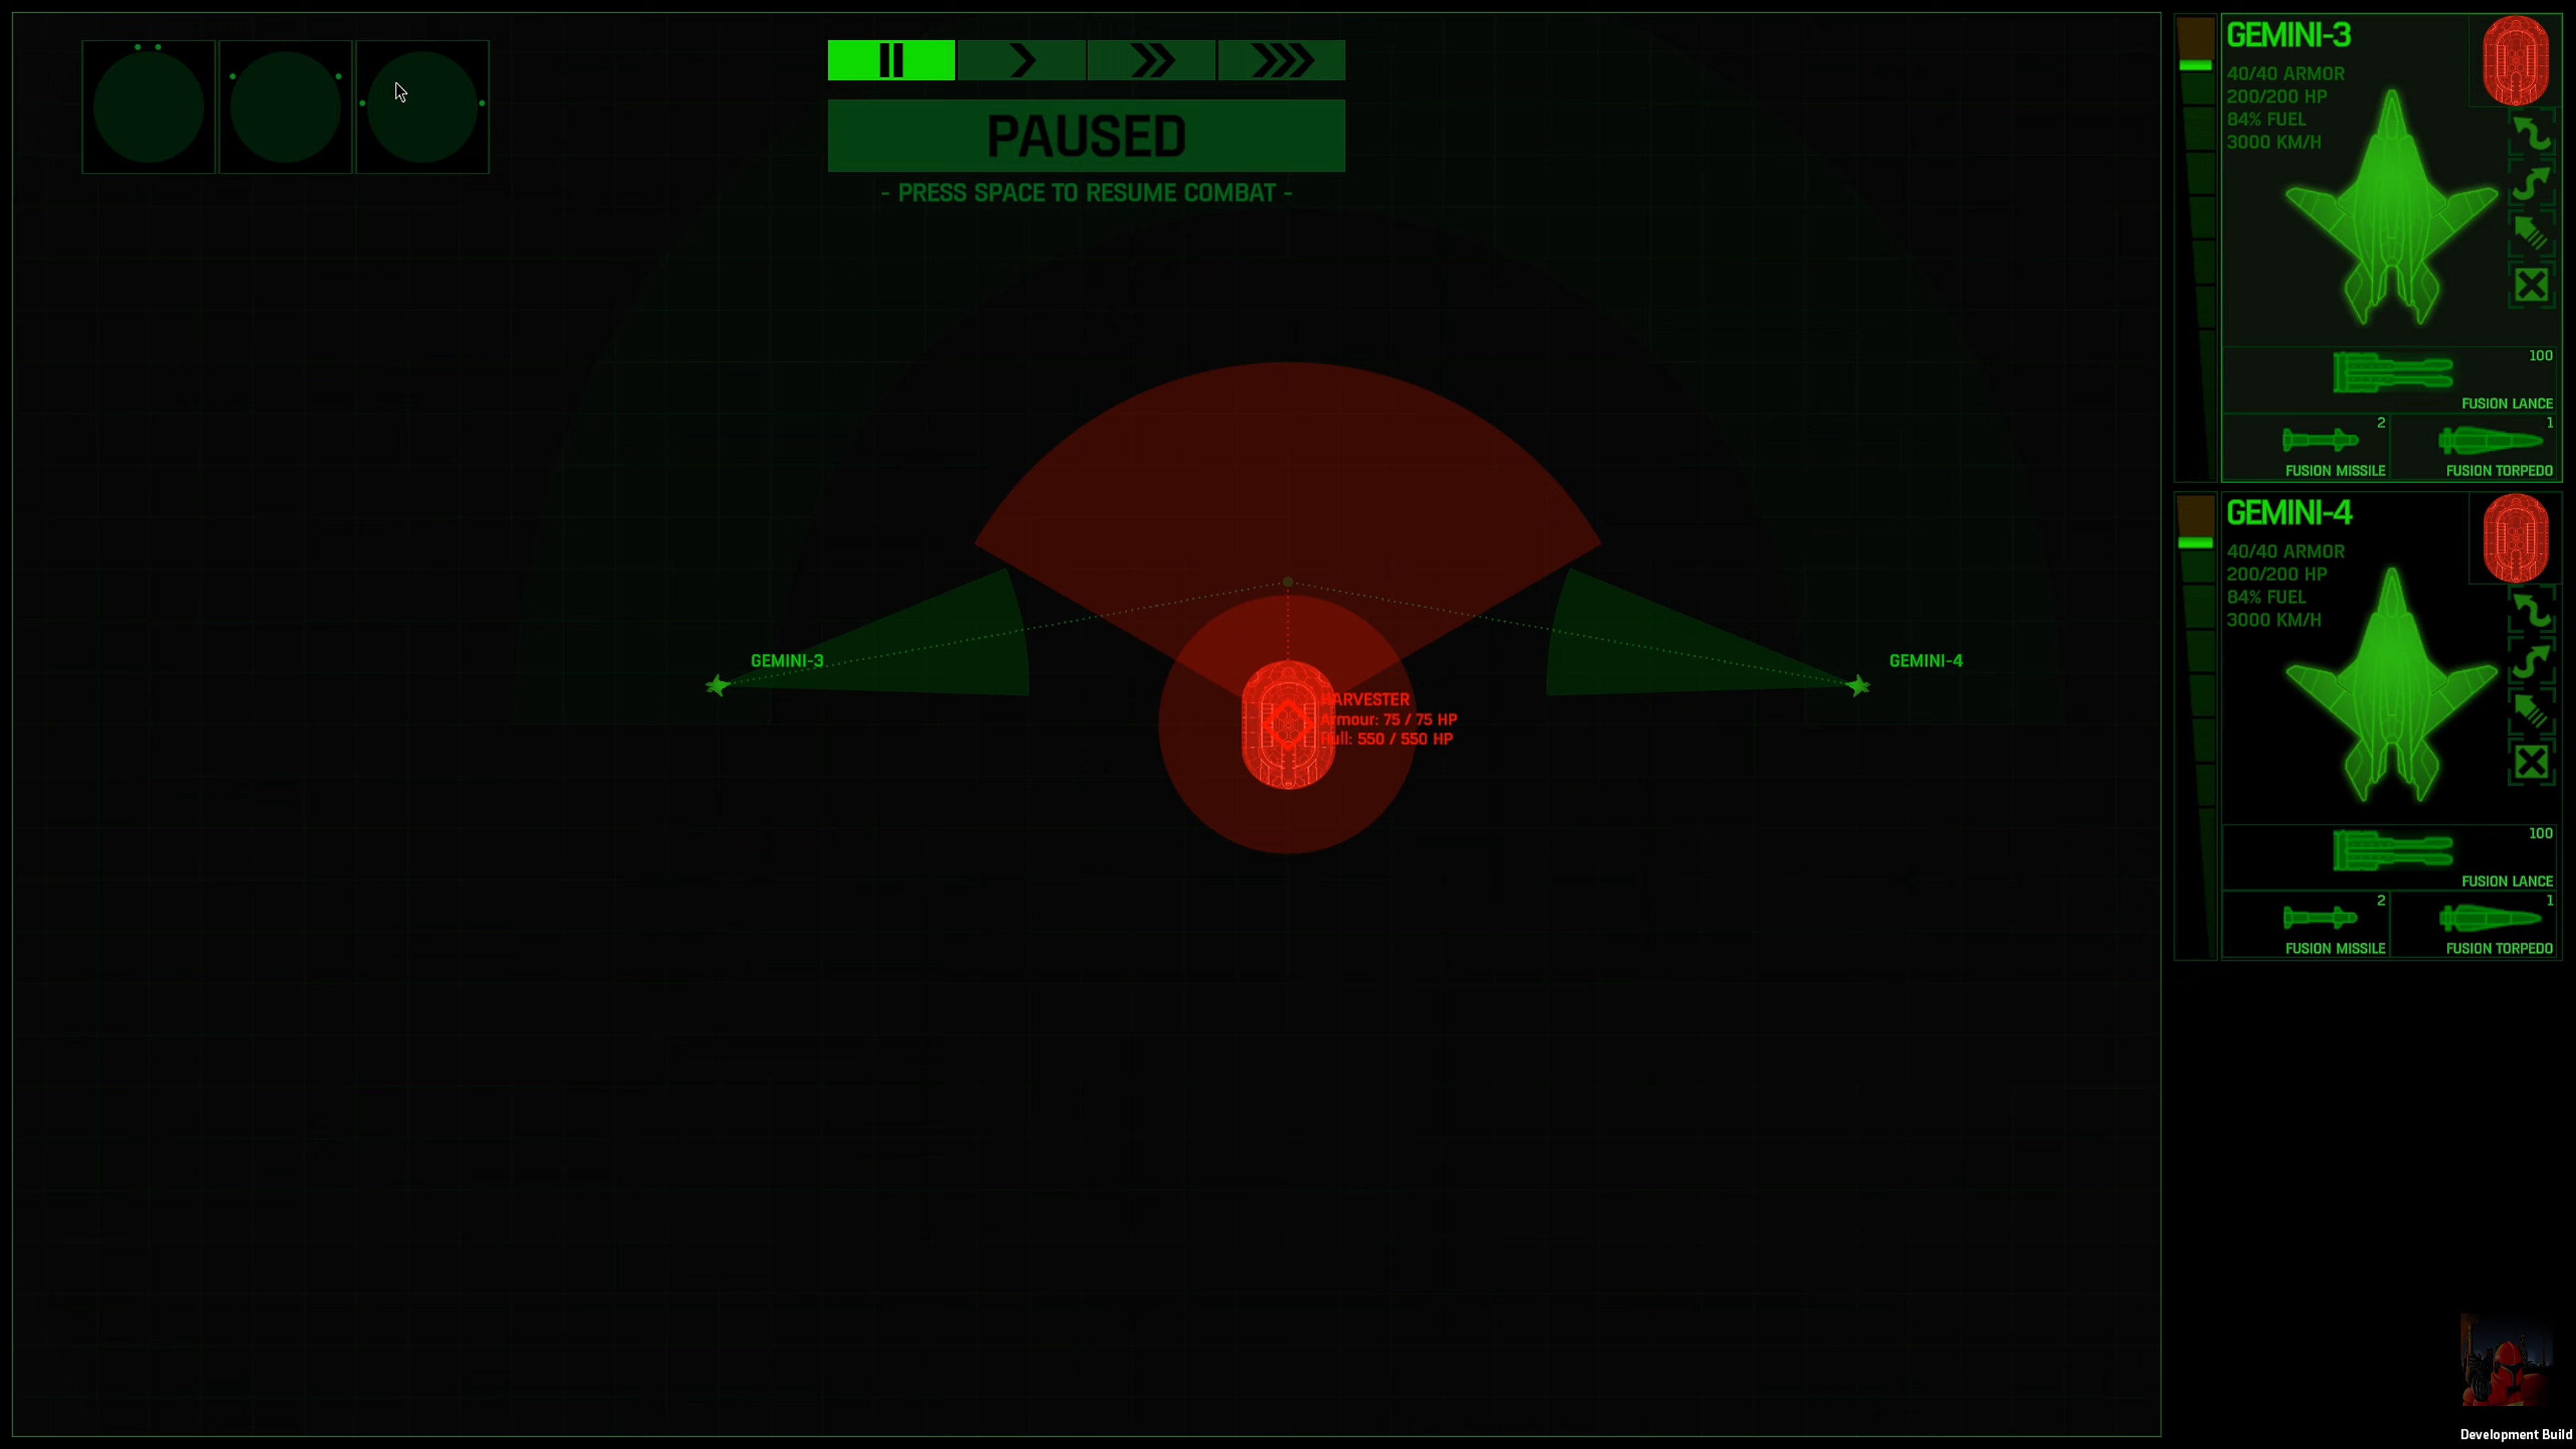 PAUSED
- PRESS SPACE TO RESUME COMBAT -
GEMINI-3
GEMINI-4
HARVESTER
Armour: 75 / 75 HP
Hull: 550 / 550 HP
GEMINI-3
40/40 ARMOR
200/200 HP
84% FUEL
3000 KM/H
100
FUSION LANCE
2
FUSION MISSILE
1
FUSION TORPEDO
GEMINI-4
40/40 ARMOR
200/200 HP
84% FUEL
3000 KM/H
100
FUSION LANCE
2
FUSION MISSILE
1
FUSION TORPEDO
Development Build